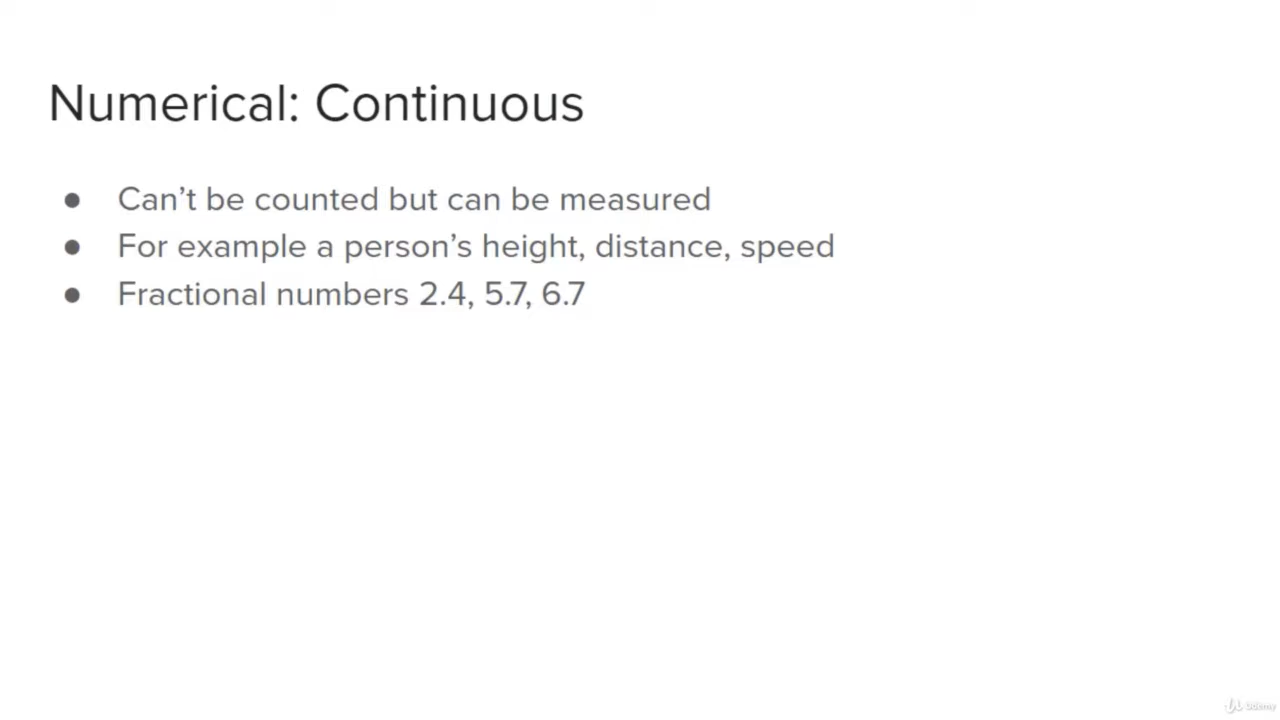 Numerical: Continuous
● Can’t be counted but can be measured
● For example a person’s height, distance, speed
● Fractional numbers 2.4, 5.7, 6.7
Udemy